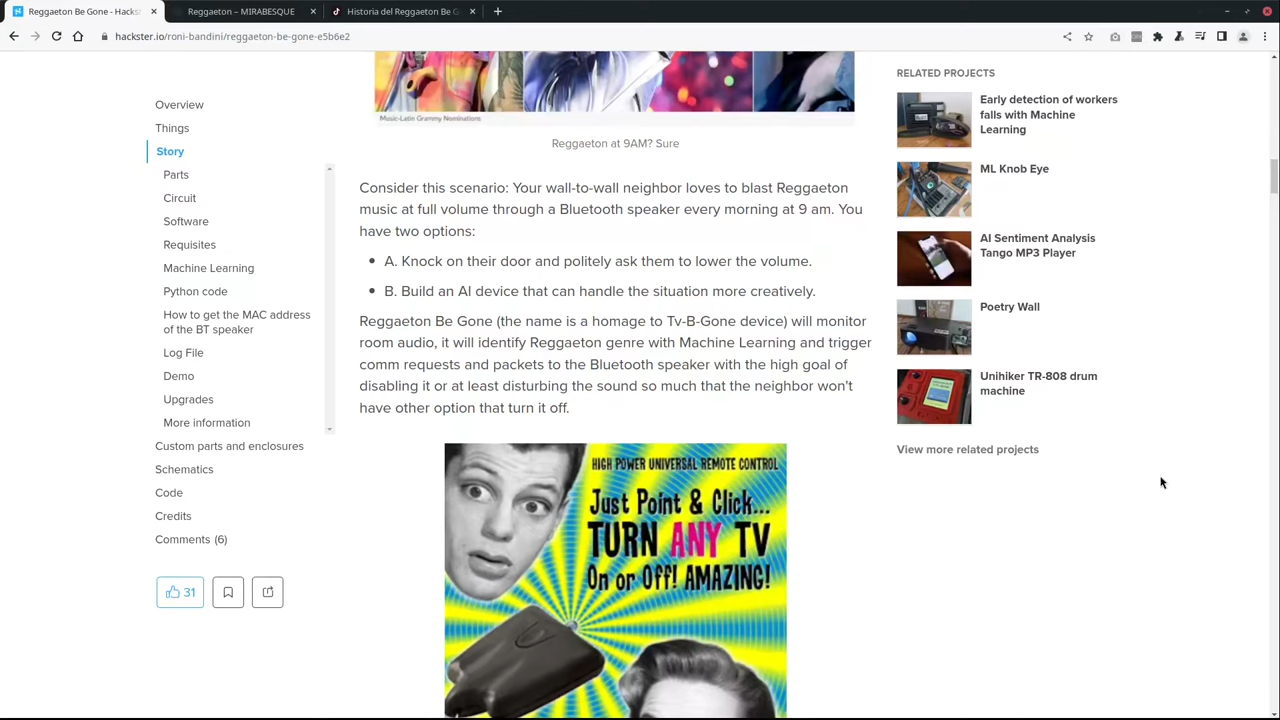 Reggaeton Be Gone - Hackst
Reggaeton – MIRABESQUE
Historia del Reggaeton Be G
hackster.io/roni-bandini/reggaeton-be-gone-e5b6e2
Overview
Things
Story
Parts
Circuit
Software
Requisites
Machine Learning
Python code
How to get the MAC address
of the BT speaker
Log File
Demo
Upgrades
More information
Custom parts and enclosures
Schematics
Code
Credits
Comments (6)
31
Music-Latin Grammy Nominations
Reggaeton at 9AM? Sure
Consider this scenario: Your wall-to-wall neighbor loves to blast Reggaeton
music at full volume through a Bluetooth speaker every morning at 9 am. You
have two options:
A. Knock on their door and politely ask them to lower the volume.
B. Build an AI device that can handle the situation more creatively.
Reggaeton Be Gone (the name is a homage to Tv-B-Gone device) will monitor
room audio, it will identify Reggaeton genre with Machine Learning and trigger
comm requests and packets to the Bluetooth speaker with the high goal of
disabling it or at least disturbing the sound so much that the neighbor won't
have other option that turn it off.
HIGH POWER UNIVERSAL REMOTE CONTROL
Just Point & Click...
TURN ANY TV
On or Off! AMAZING!
RELATED PROJECTS
Early detection of workers
falls with Machine
Learning
ML Knob Eye
AI Sentiment Analysis
Tango MP3 Player
Poetry Wall
Unihiker TR-808 drum
machine
View more related projects